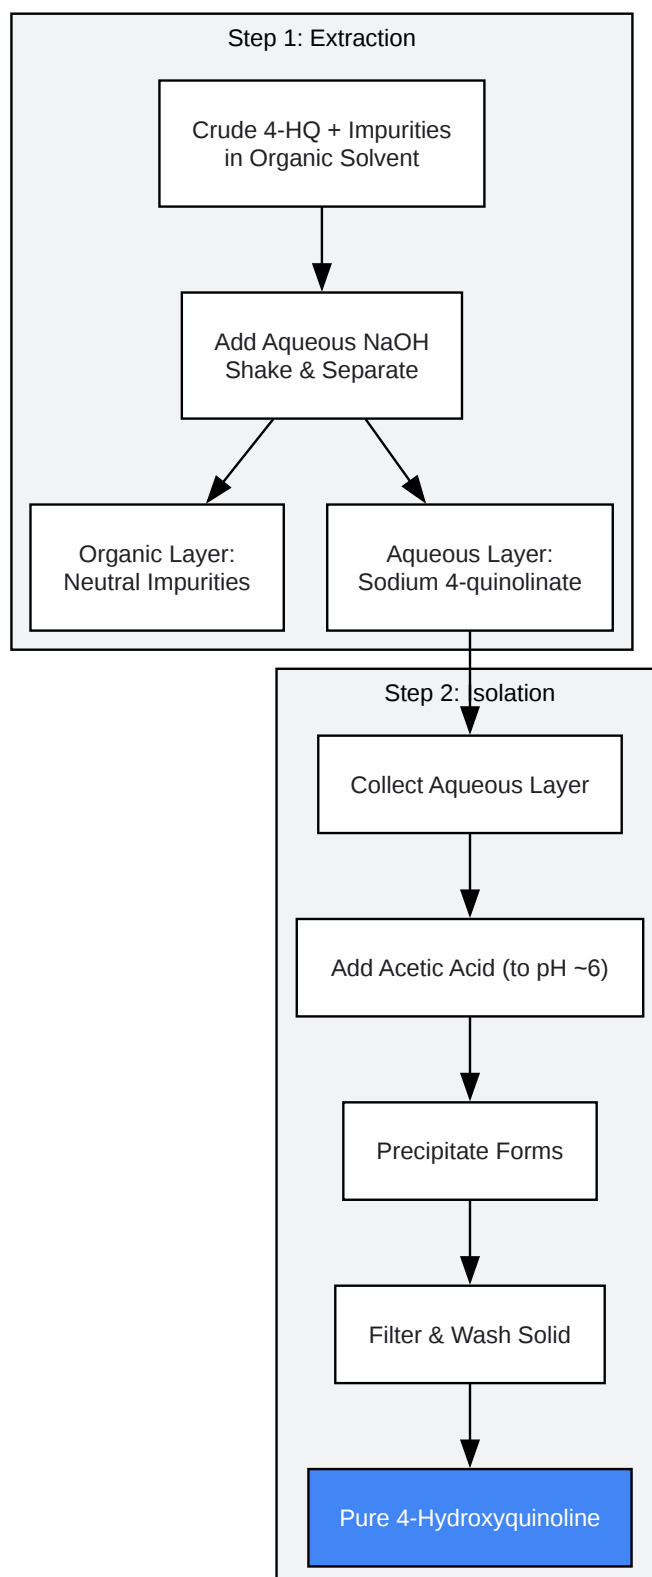 Step 1: Extraction
Crude 4-HQ + Impurities
in Organic Solvent
Add Aqueous NaOH
Shake & Separate
Organic Layer:
Neutral Impurities
Aqueous Layer:
Sodium 4-quinolinate
Step 2: Isolation
Collect Aqueous Layer
Add Acetic Acid (to pH ~6)
Precipitate Forms
Filter & Wash Solid
Pure 4-Hydroxyquinoline